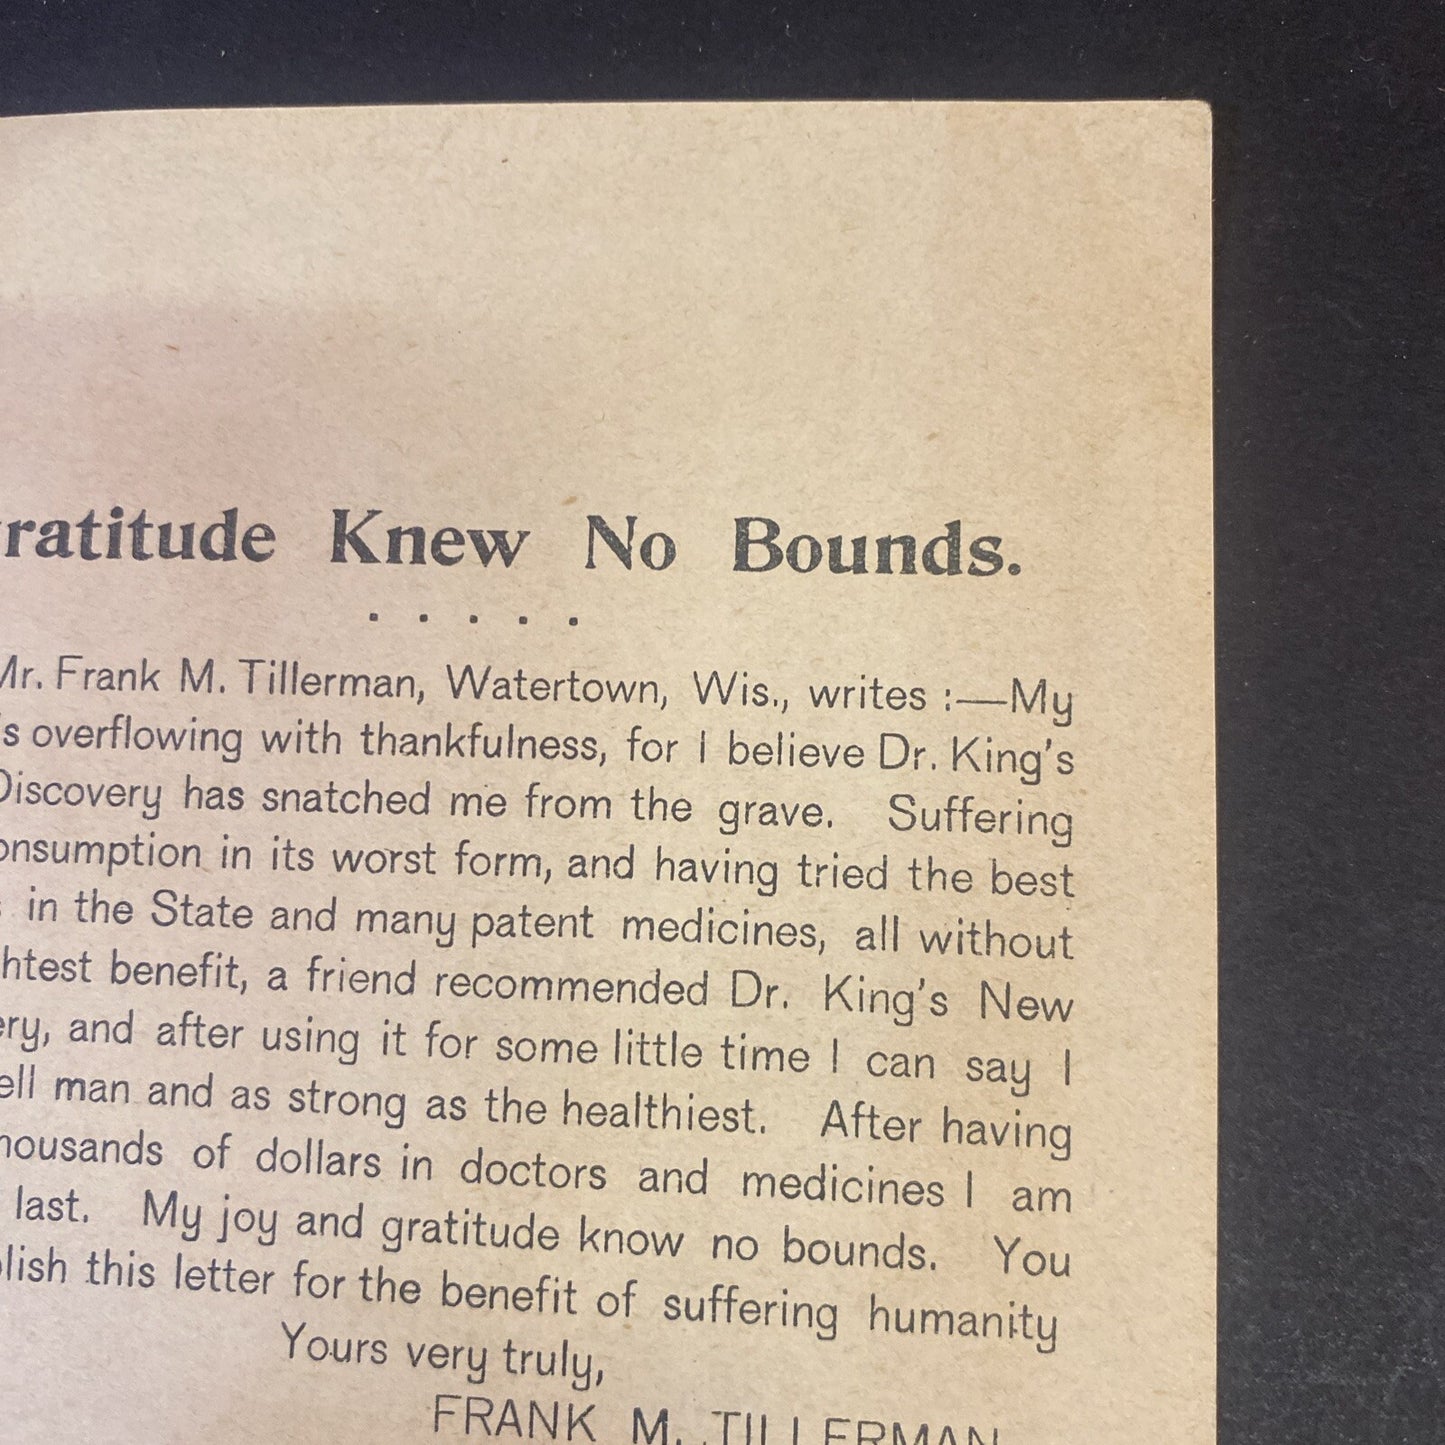 ratitude Knew No Bounds.
. . . . .
Mr. Frank M. Tillerman, Watertown, Wis., writes :—My
s overflowing with thankfulness, for I believe Dr. King's
Discovery has snatched me from the grave. Suffering
onsumption in its worst form, and having tried the best
in the State and many patent medicines, all without
htest benefit, a friend recommended Dr. King's New
ery, and after using it for some little time I can say I
ell man and as strong as the healthiest. After having
housands of dollars in doctors and medicines I am
last. My joy and gratitude know no bounds. You
lish this letter for the benefit of suffering humanity
Yours very truly,
FRANK M. TILLERMAN